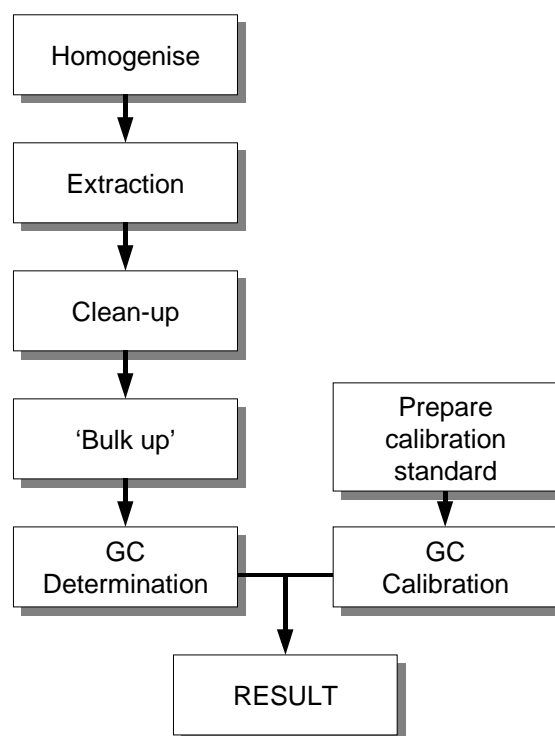 Homogenise
Extraction
Clean-up
‘Bulk up’
Prepare
calibration
standard
GC
Determination
GC
Calibration
RESULT